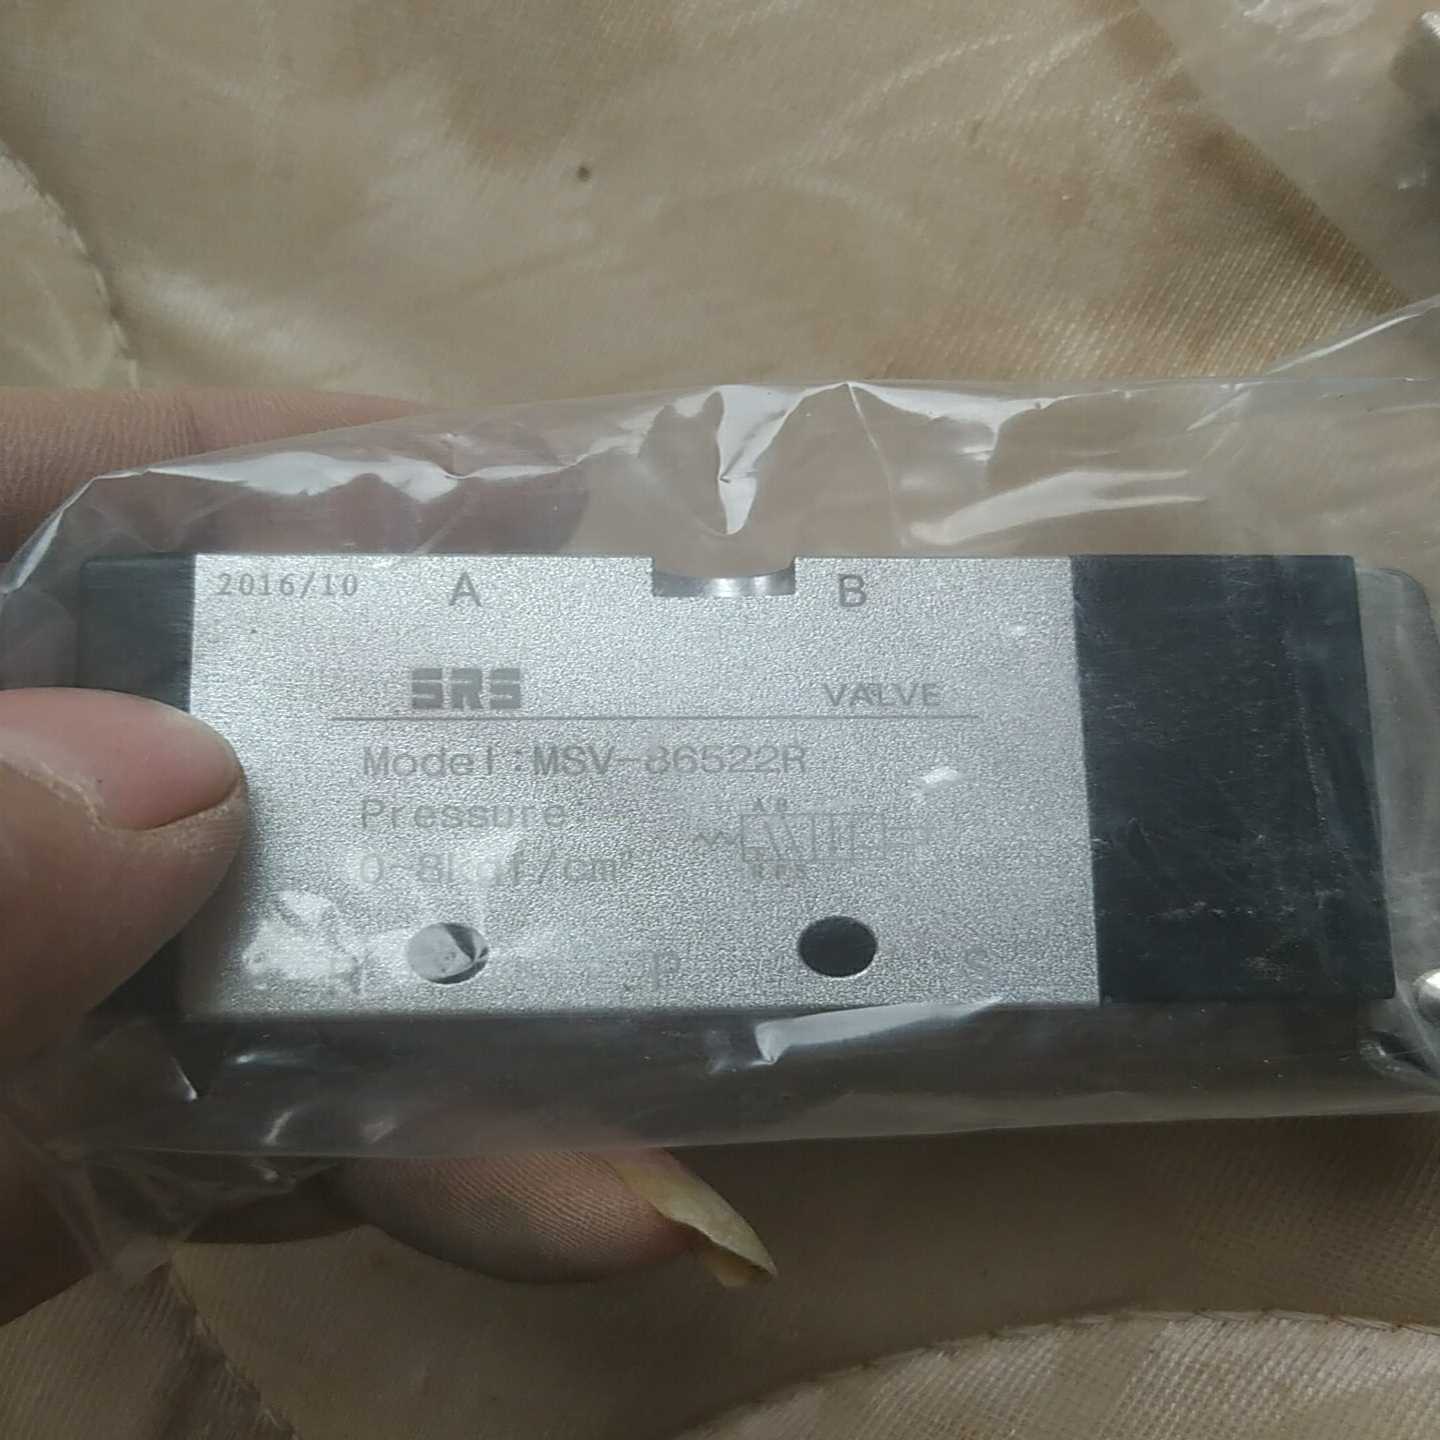 2016/10 A B
SRS VALVE
Model:MSV-86522R
Pressure:
0~8kgf/cm²
A B
R P S
R P S